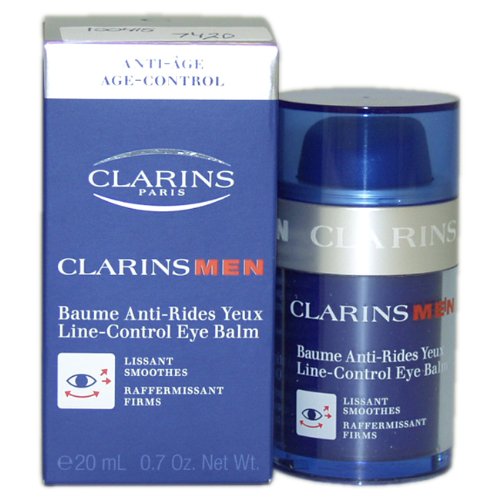 7420
ANTI-ÂGE
AGE-CONTROL
CLARINS
PARIS
CLARINSMEN
Baume Anti-Rides Yeux
Line-Control Eye Balm
LISSANT
SMOOTHES
RAFFERMISSANT
FIRMS
e 20 mL 0.7 Oz. Net Wt.
N CLARINS
CLARINSMEN
Baume Anti-Rides Yeux
Line-Control Eye Balm
LISSANT
SMOOTHES
RAFFERMISSANT
FIRMS